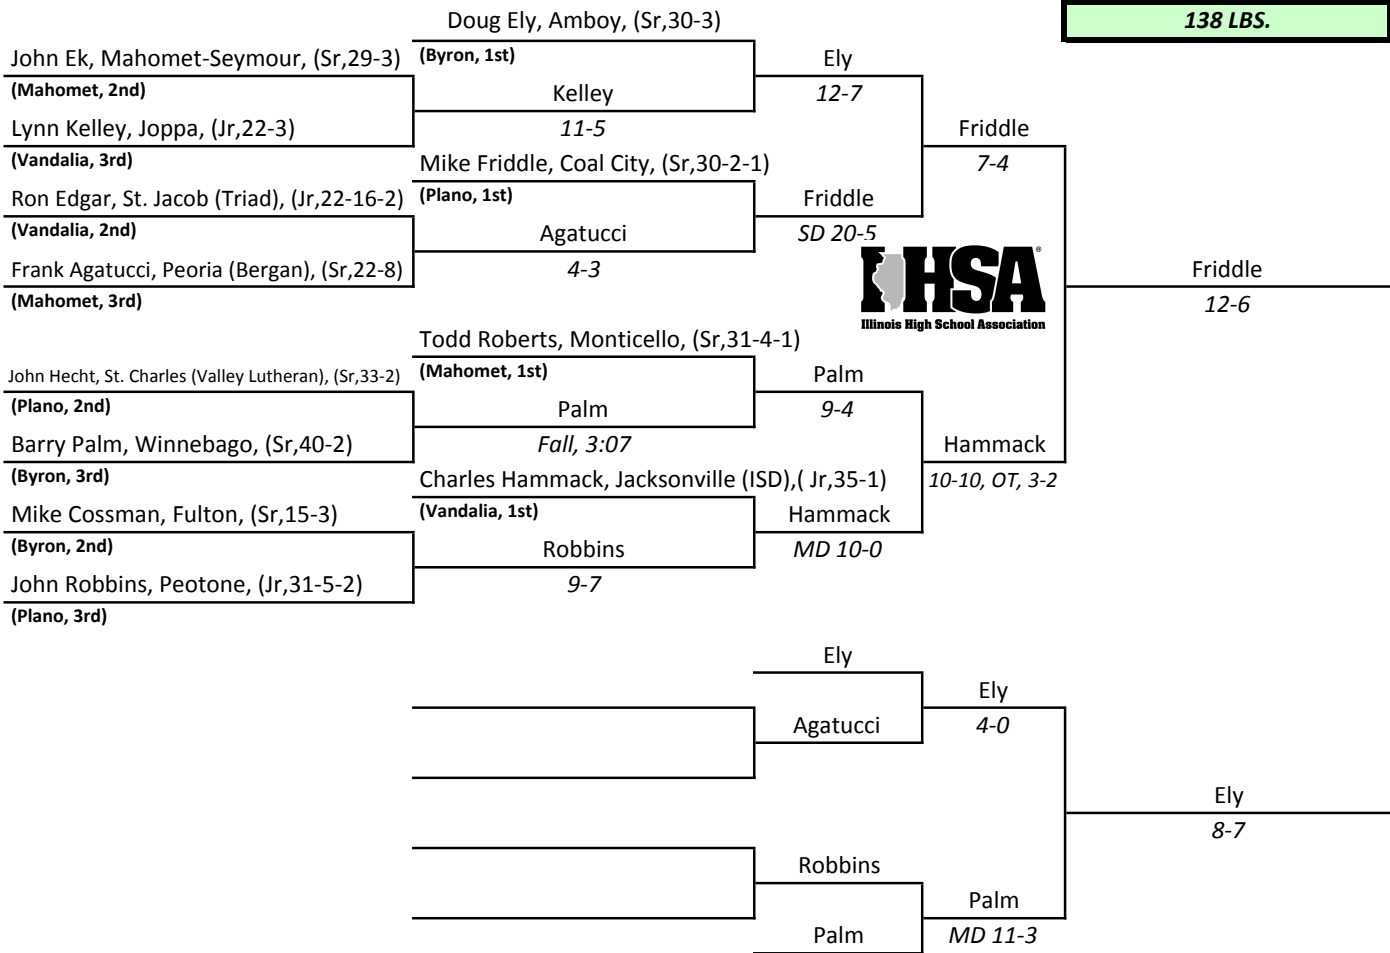 Doug Ely, Amboy, (Sr,30-3)
138 LBS.
John Ek, Mahomet-Seymour, (Sr,29-3)
(Byron, 1st)
Ely
(Mahomet, 2nd)
Kelley
12-7
Lynn Kelley, Joppa, (Jr,22-3)
11-5
Friddle
(Vandalia, 3rd)
Mike Friddle, Coal City, (Sr,30-2-1)
7-4
Ron Edgar, St. Jacob (Triad), (Jr,22-16-2)
(Plano, 1st)
Friddle
(Vandalia, 2nd)
Agatucci
SD 20-5
Frank Agatucci, Peoria (Bergan), (Sr,22-8)
4-3
IHSA®
Friddle
(Mahomet, 3rd)
12-6
Illinois High School Association
Todd Roberts, Monticello, (Sr,31-4-1)
John Hecht, St. Charles (Valley Lutheran), (Sr,33-2)
(Mahomet, 1st)
Palm
(Plano, 2nd)
Palm
9-4
Barry Palm, Winnebago, (Sr,40-2)
Fall, 3:07
Hammack
(Byron, 3rd)
Charles Hammack, Jacksonville (ISD),( Jr,35-1)
10-10, OT, 3-2
Mike Cossman, Fulton, (Sr,15-3)
(Vandalia, 1st)
Hammack
(Byron, 2nd)
Robbins
MD 10-0
John Robbins, Peotone, (Jr,31-5-2)
9-7
(Plano, 3rd)
Ely
Ely
Agatucci
4-0
Ely
8-7
Robbins
Palm
Palm
MD 11-3